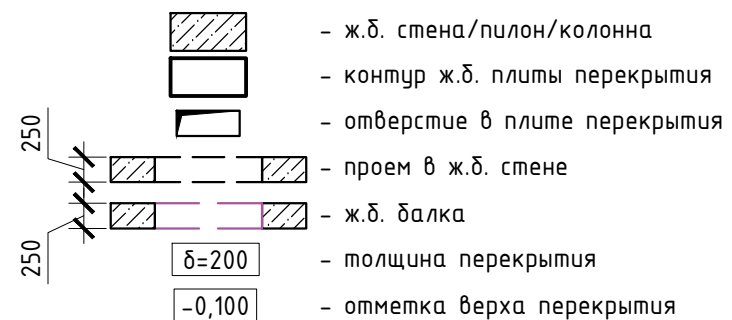 – ж.б. стена/пилон/колонна
– контур ж.б. плиты перекрытия
– отверстие в плите перекрытия
250
– проем в ж.б. стене
– ж.б. балка
250
δ=200 – толщина перекрытия
-0,100 – отметка верха перекрытия